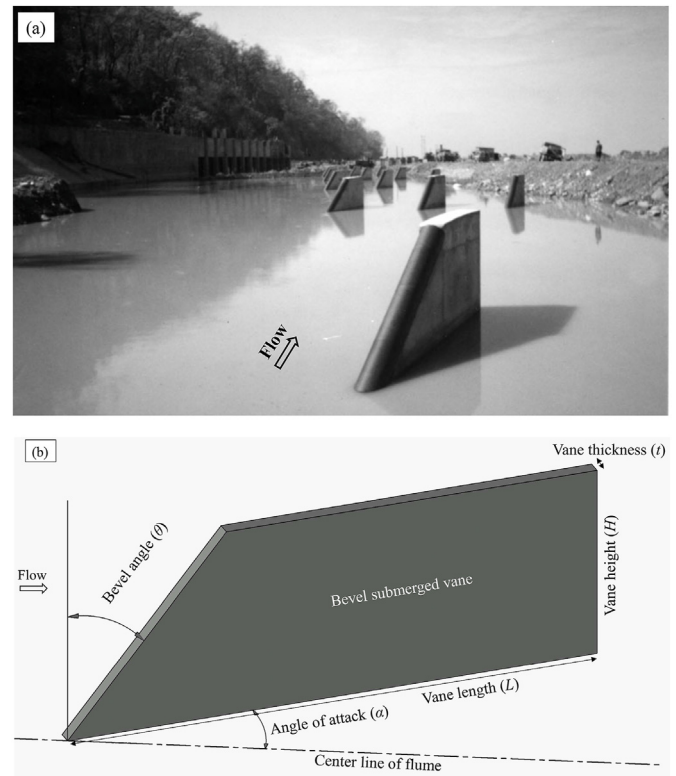 (a)
Flow
(b)
Vane thickness (t)
Bevel angle (θ)
Flow
Vane height (H)
Bevel submerged vane
Vane length (L)
Angle of attack (α)
Center line of flume